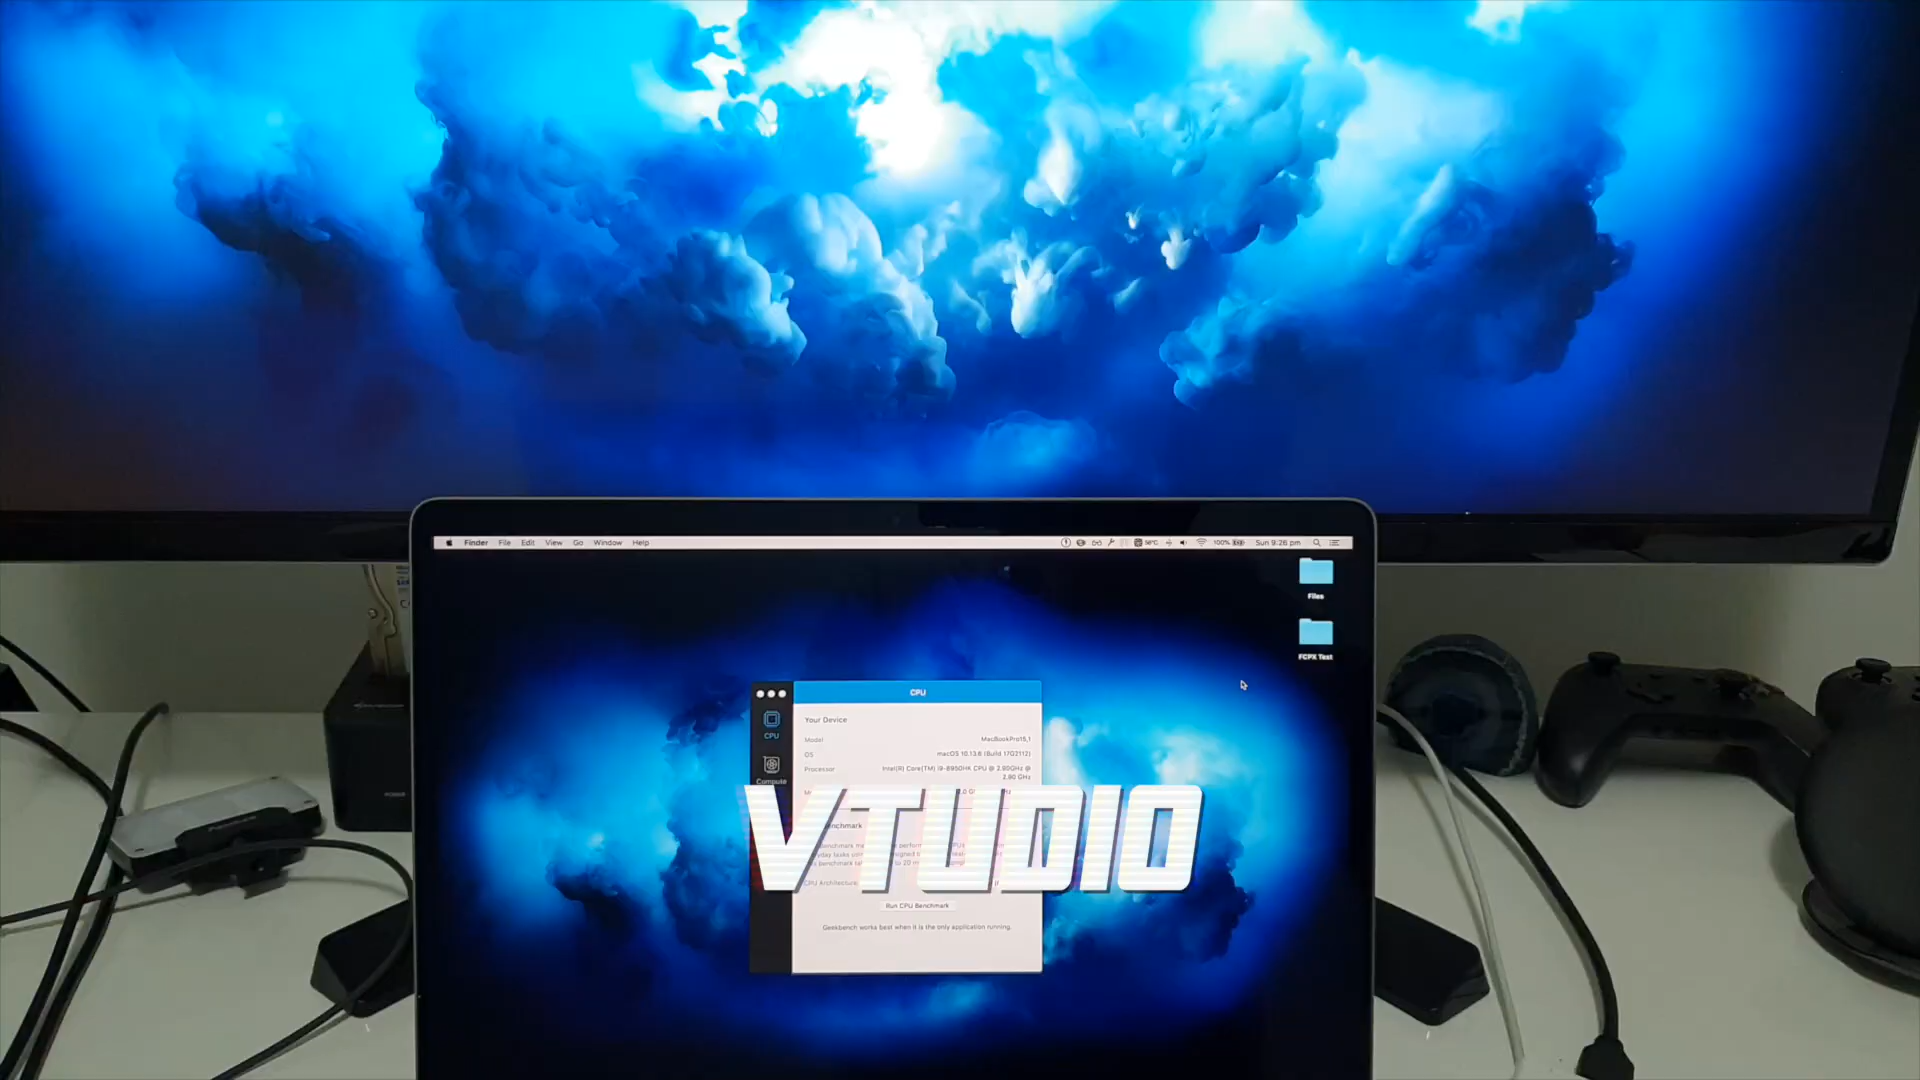 Finder File Edit View Go Window Help
58°C 100% Sun 9:26 pm
Files
FCPX Test
CPU
CPU
Compute
Your Device
Model MacBookPro15,1
OS macOS 10.13.6 (Build 17G2112)
Processor Intel(R) Core(TM) i9-8950HK CPU @ 2.90GHz @
2.90 GHz
VTUDIO
CPU Architecture
Run CPU Benchmark
Geekbench works best when it is the only application running.
POWER